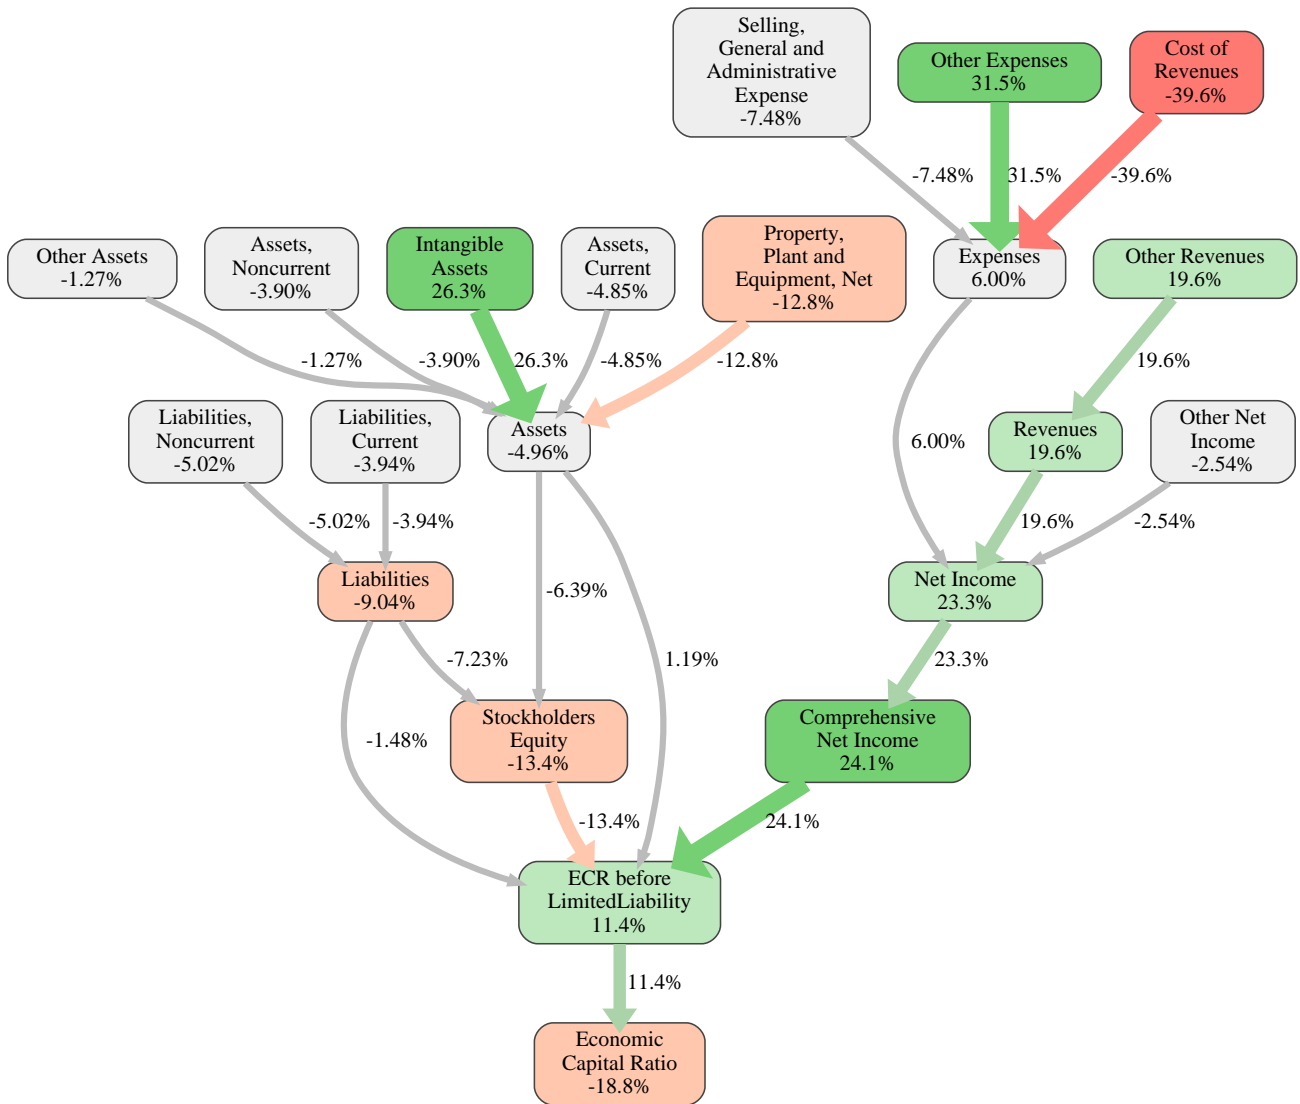 Selling,
General and
Administrative
Expense
-7.48%
Other Expenses
31.5%
Cost of
Revenues
-39.6%
-7.48%
31.5%
-39.6%
Other Assets
-1.27%
Assets,
Noncurrent
-3.90%
Intangible
Assets
26.3%
Assets,
Current
-4.85%
Property,
Plant and
Equipment, Net
-12.8%
Expenses
6.00%
Other Revenues
19.6%
-1.27%
-3.90%
26.3%
-4.85%
-12.8%
19.6%
Liabilities,
Noncurrent
-5.02%
Liabilities,
Current
-3.94%
Assets
-4.96%
6.00%
Revenues
19.6%
Other Net
Income
-2.54%
-5.02%
-3.94%
19.6%
-2.54%
Liabilities
-9.04%
-6.39%
Net Income
23.3%
-7.23%
1.19%
23.3%
-1.48%
Stockholders
Equity
-13.4%
Comprehensive
Net Income
24.1%
-13.4%
24.1%
ECR before
LimitedLiability
11.4%
11.4%
Economic
Capital Ratio
-18.8%